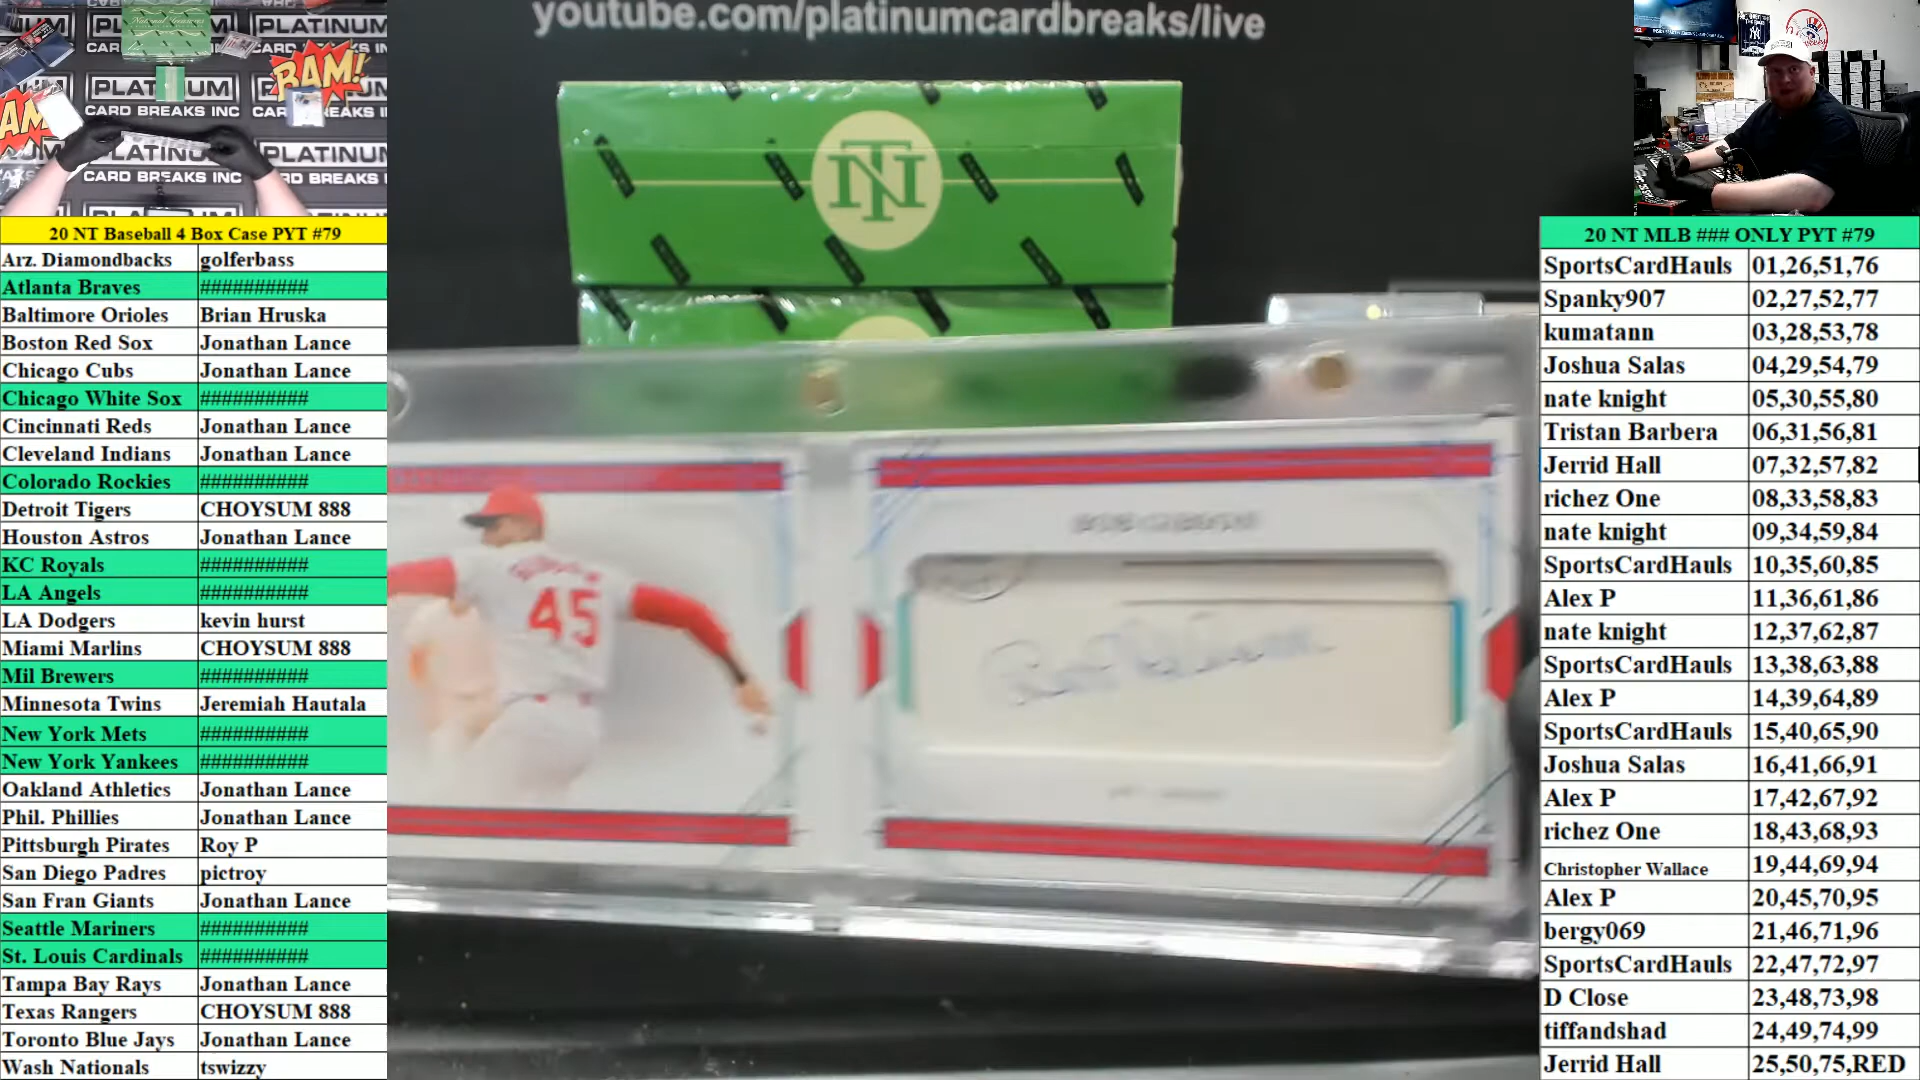 youtube.com/platinumcardbreaks/live
PLATINUM
CARD BREAKS INC
BAM!
NT
20 NT Baseball 4 Box Case PYT #79
Arz. Diamondbacks golferbass
Atlanta Braves ##########
Baltimore Orioles Brian Hruska
Boston Red Sox Jonathan Lance
Chicago Cubs Jonathan Lance
Chicago White Sox ##########
Cincinnati Reds Jonathan Lance
Cleveland Indians Jonathan Lance
Colorado Rockies ##########
Detroit Tigers CHOYSUM 888
Houston Astros Jonathan Lance
KC Royals ##########
LA Angels ##########
LA Dodgers kevin hurst
Miami Marlins CHOYSUM 888
Mil Brewers ##########
Minnesota Twins Jeremiah Hautala
New York Mets ##########
New York Yankees ##########
Oakland Athletics Jonathan Lance
Phil. Phillies Jonathan Lance
Pittsburgh Pirates Roy P
San Diego Padres pictroy
San Fran Giants Jonathan Lance
Seattle Mariners ##########
St. Louis Cardinals ##########
Tampa Bay Rays Jonathan Lance
Texas Rangers CHOYSUM 888
Toronto Blue Jays Jonathan Lance
Wash Nationals tswizzy
45
BOB GIBSON
Bob Gibson
20 NT MLB ### ONLY PYT #79
SportsCardHauls 01,26,51,76
Spanky907 02,27,52,77
kumatann 03,28,53,78
Joshua Salas 04,29,54,79
nate knight 05,30,55,80
Tristan Barbera 06,31,56,81
Jerrid Hall 07,32,57,82
richez One 08,33,58,83
nate knight 09,34,59,84
SportsCardHauls 10,35,60,85
Alex P 11,36,61,86
nate knight 12,37,62,87
SportsCardHauls 13,38,63,88
Alex P 14,39,64,89
SportsCardHauls 15,40,65,90
Joshua Salas 16,41,66,91
Alex P 17,42,67,92
richez One 18,43,68,93
Christopher Wallace 19,44,69,94
Alex P 20,45,70,95
bergy069 21,46,71,96
SportsCardHauls 22,47,72,97
D Close 23,48,73,98
tiffandshad 24,49,74,99
Jerrid Hall 25,50,75,RED